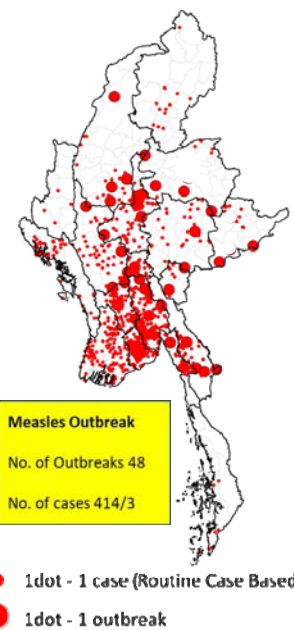 Measles Outbreak
No. of Outbreaks 48
No. of cases 414/3
1dot - 1 case (Routine Case Based
1dot - 1 outbreak